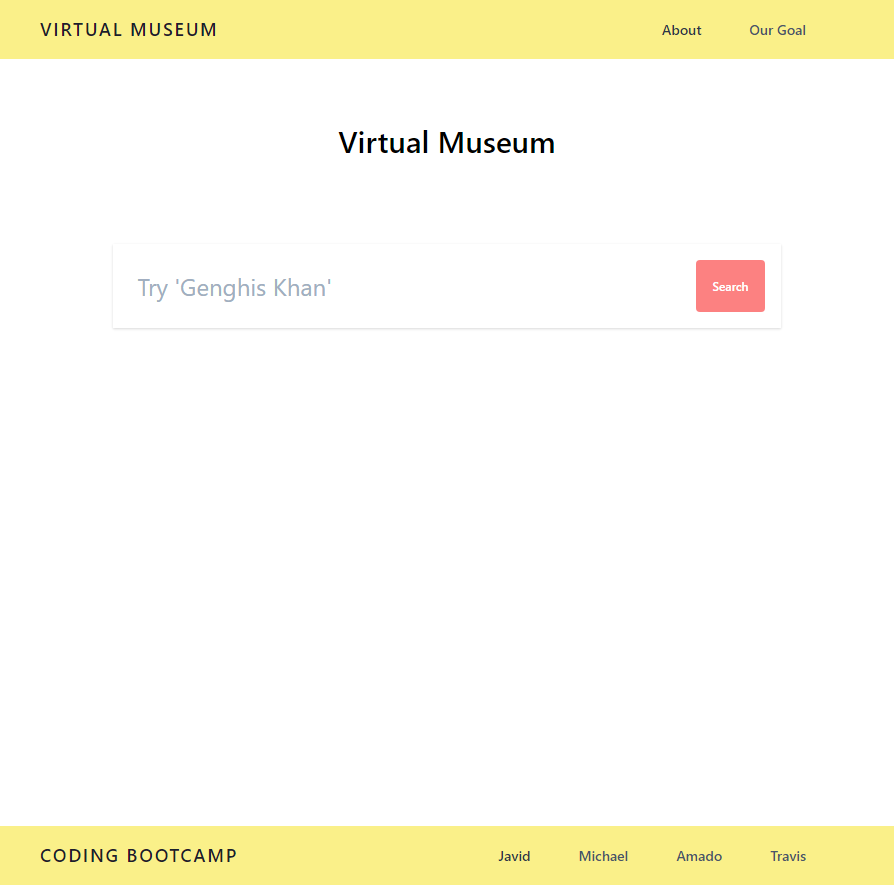 VIRTUAL MUSEUM About Our Goal
Virtual Museum
Try 'Genghis Khan' Search
CODING BOOTCAMP Javid Michael Amado Travis